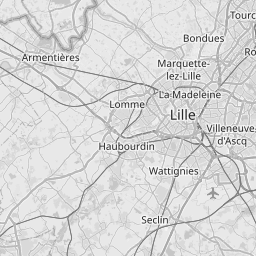 Tourc
Bondues
Ro
Armentières
Marquette-
lez-Lille
La Madeleine
Lomme
Lille
Villeneuve
d'Ascq
Haubourdin
Wattignies
Seclin